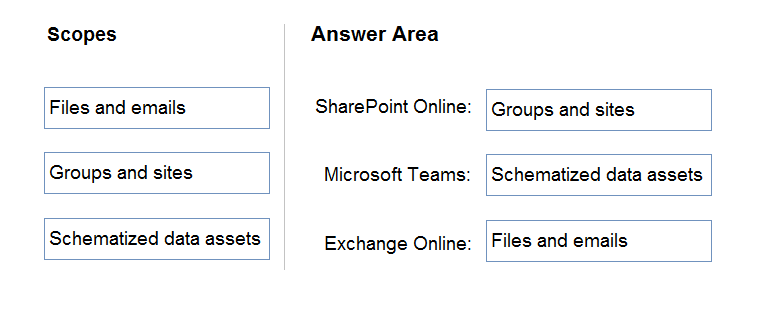 Scopes
Answer Area
Files and emails
Groups and sites
Schematized data assets
SharePoint Online: Groups and sites
Microsoft Teams: Schematized data assets
Exchange Online: Files and emails